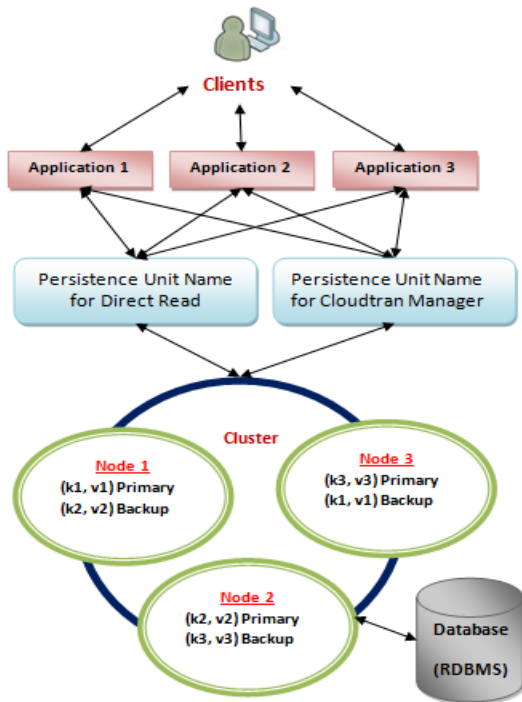 Clients
Application 1
Application 2
Application 3
Persistence Unit Name
for Direct Read
Persistence Unit Name
for Cloudtran Manager
Cluster
Node 1
(k1, v1) Primary
(k2, v2) Backup
Node 3
(k3, v3) Primary
(k1, v1) Backup
Node 2
(k2, v2) Primary
(k3, v3) Backup
Database
(RDBMS)